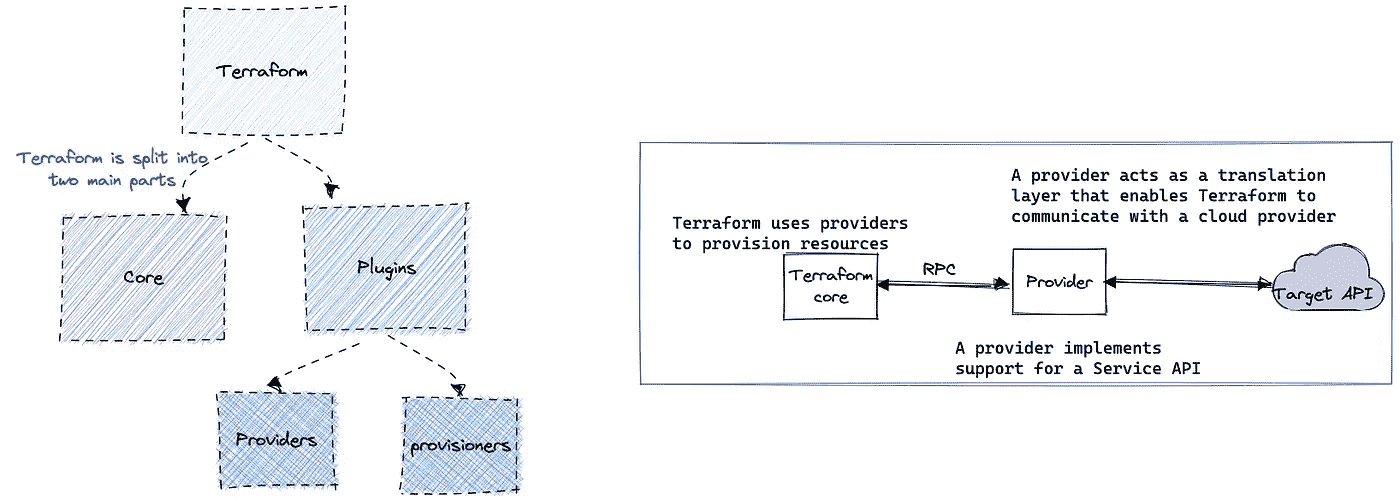 Terraform
Terraform is split into
two main parts
Core
Plugins
Providers
provisioners
A provider acts as a translation
layer that enables Terraform to
communicate with a cloud provider
Terraform uses providers
to provision resources
Terraform
core
RPC
Provider
Target API
A provider implements
support for a Service API